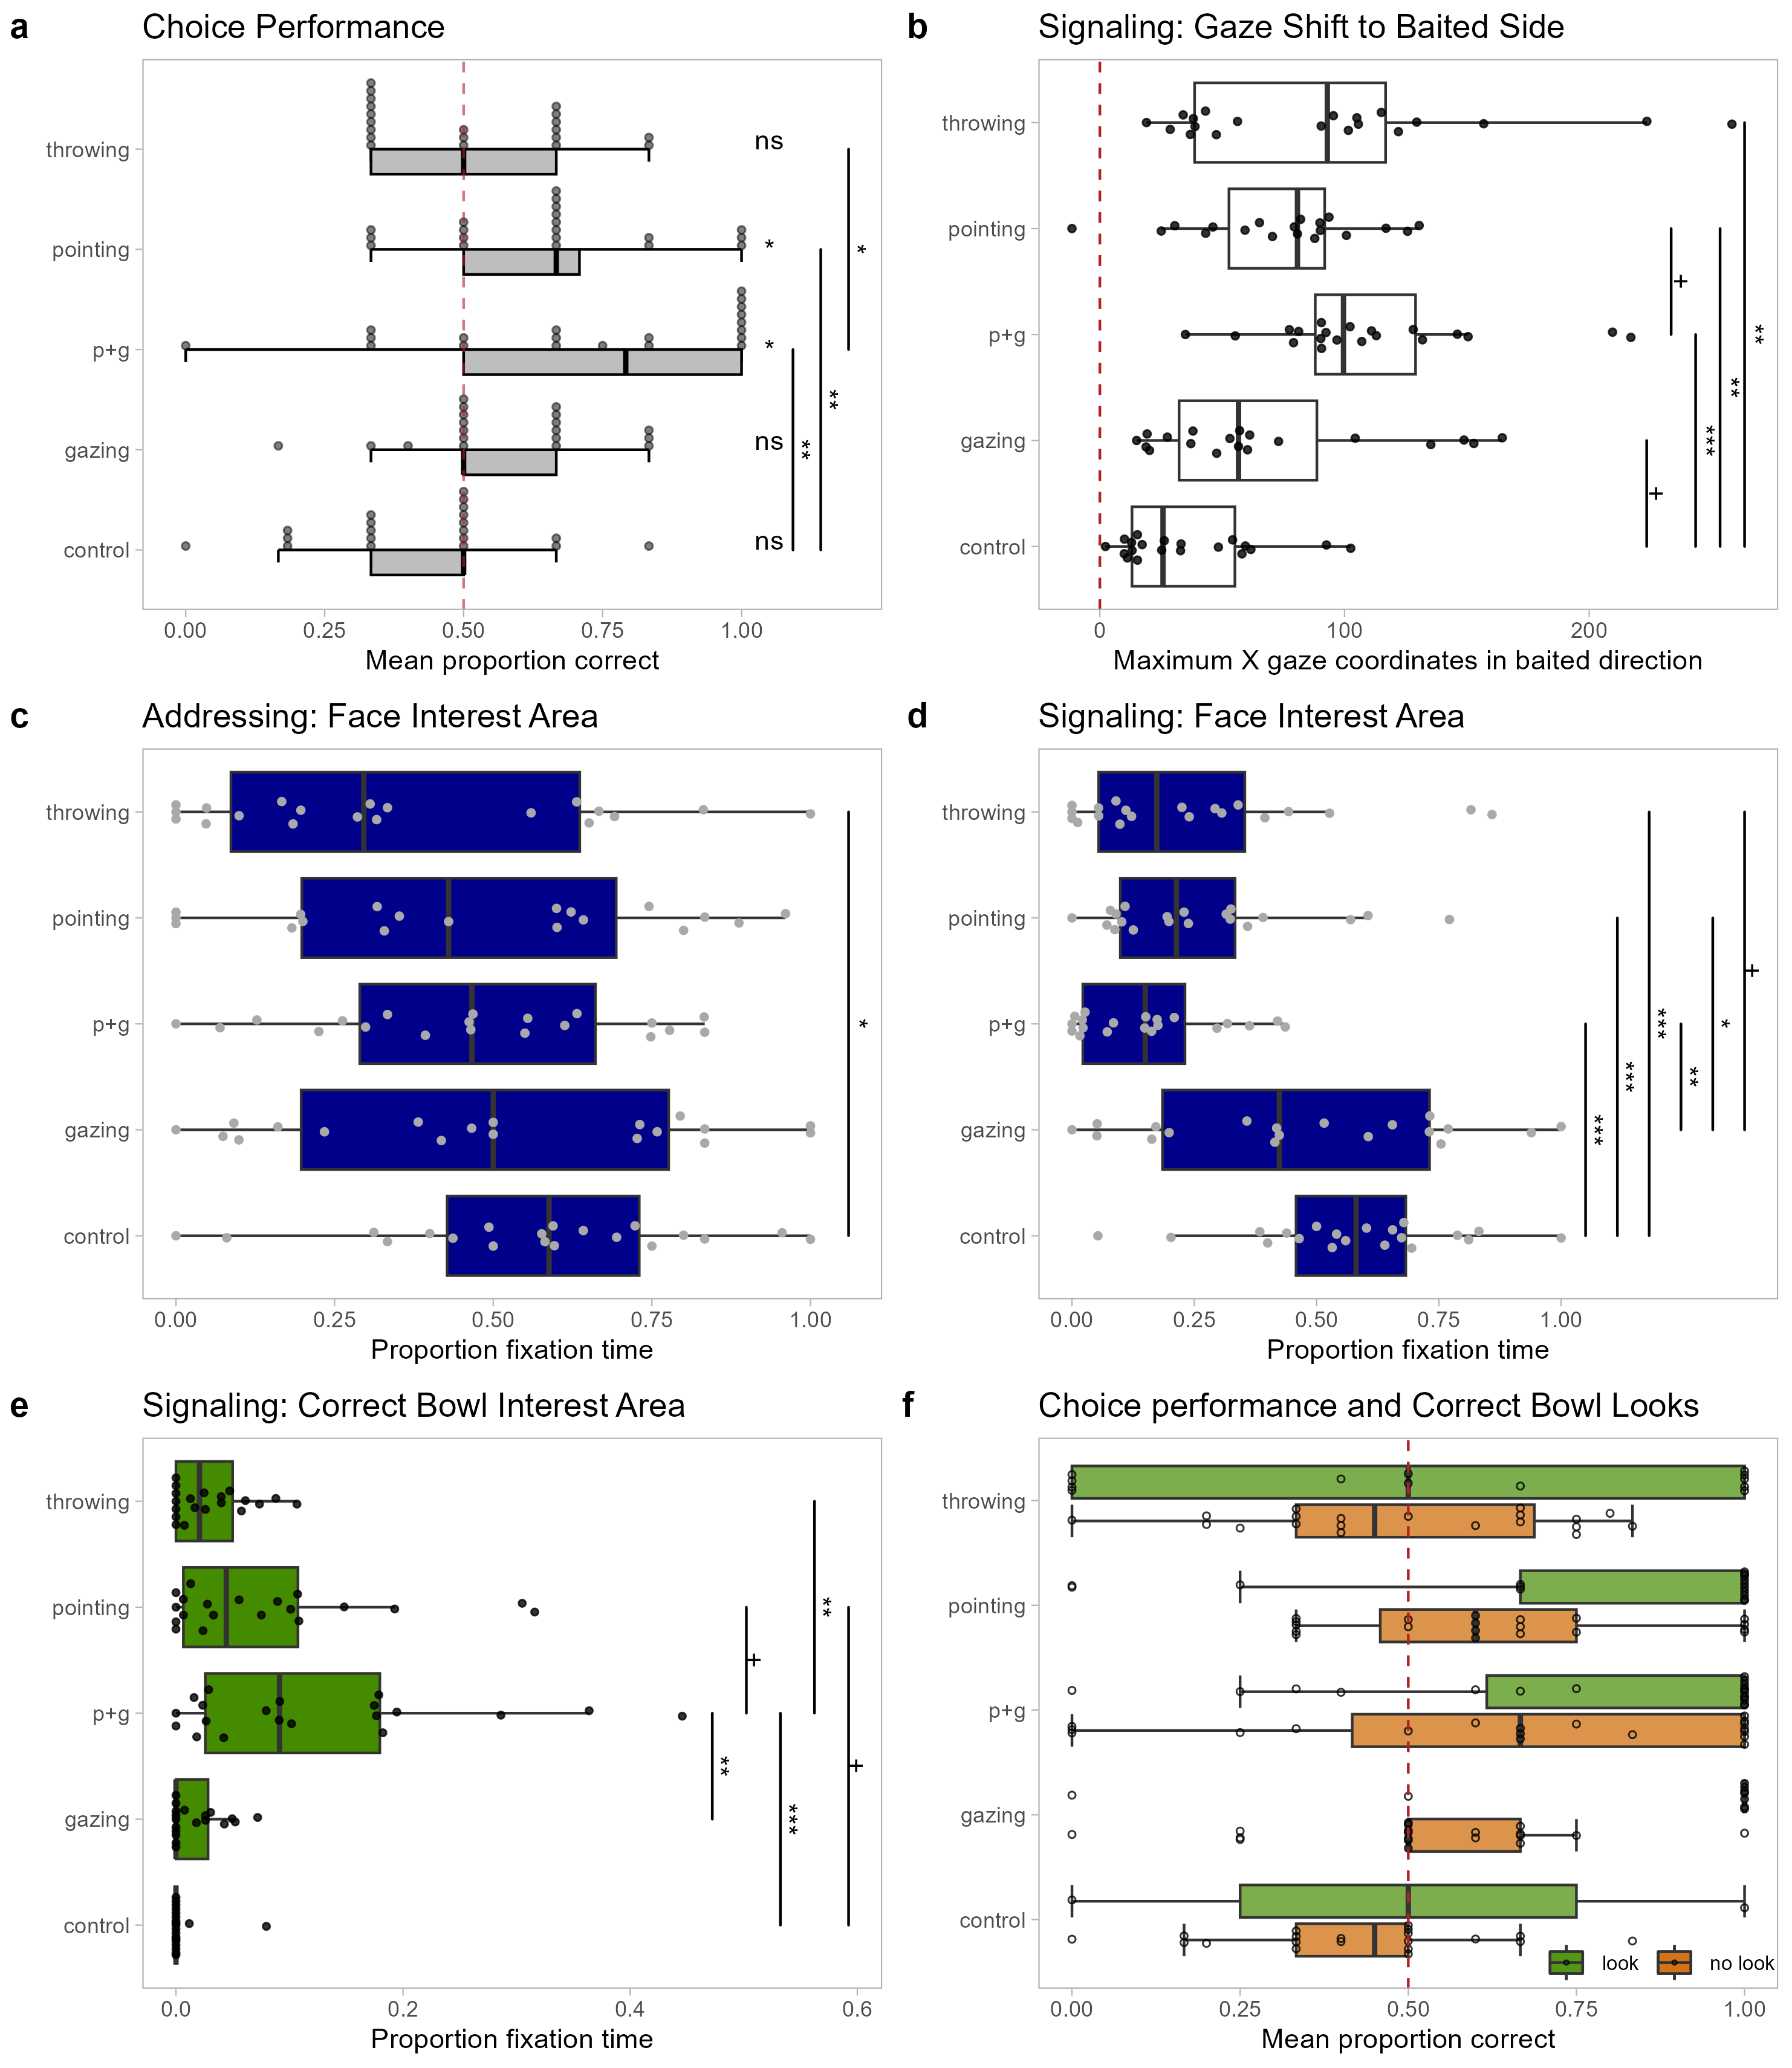 a Choice Performance
throwing
pointing
p+g
gazing
control
ns
*
*
ns
ns
*
**
**
0.00 0.25 0.50 0.75 1.00
Mean proportion correct
b Signaling: Gaze Shift to Baited Side
throwing
pointing
p+g
gazing
control
+
+
***
**
**
0 100 200
Maximum X gaze coordinates in baited direction
c Addressing: Face Interest Area
throwing
pointing
p+g
gazing
control
*
0.00 0.25 0.50 0.75 1.00
Proportion fixation time
d Signaling: Face Interest Area
throwing
pointing
p+g
gazing
control
***
***
***
**
*
+
0.00 0.25 0.50 0.75 1.00
Proportion fixation time
e Signaling: Correct Bowl Interest Area
throwing
pointing
p+g
gazing
control
**
+
**
***
+
0.0 0.2 0.4 0.6
Proportion fixation time
f Choice performance and Correct Bowl Looks
throwing
pointing
p+g
gazing
control
look no look
0.00 0.25 0.50 0.75 1.00
Mean proportion correct